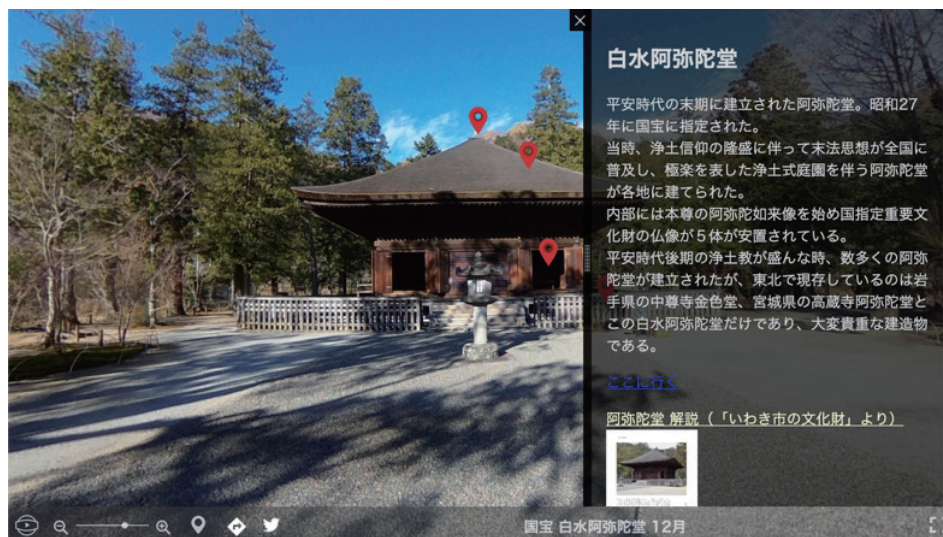 白水阿弥陀堂
平安時代の末期に建立された阿弥陀堂。昭和27
年に国宝に指定された。
当時、浄土信仰の隆盛に伴って末法思想が全国に
普及し、極楽を表した浄土式庭園を伴う阿弥陀堂
が各地に建てられた。
内部には本尊の阿弥陀如来像を始め国指定重要文
化財の仏像が５体が安置されている。
平安時代後期の浄土教が盛んな時、数多くの阿弥
陀堂が建立されたが、東北で現存しているのは岩
手県の中尊寺金色堂、宮城県の高蔵寺阿弥陀堂と
この白水阿弥陀堂だけであり、大変貴重な建造物
である。
ここに行く
阿弥陀堂 解説（「いわき市の文化財」より）
国宝 白水阿弥陀堂 12月